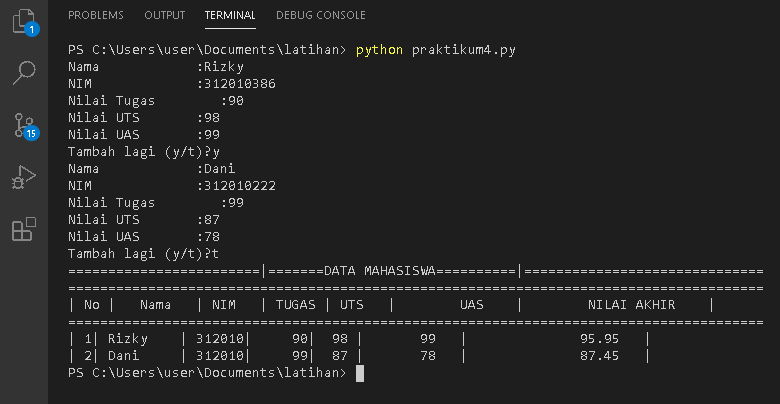 PROBLEMS OUTPUT TERMINAL DEBUG CONSOLE
1
15
PS C:\Users\user\Documents\latihan> python praktikum4.py
Nama            :Rizky
NIM             :312010386
Nilai Tugas        :90
Nilai UTS       :98
Nilai UAS       :99
Tambah lagi (y/t)?y
Nama            :Dani
NIM             :312010222
Nilai Tugas        :99
Nilai UTS       :87
Nilai UAS       :78
Tambah lagi (y/t)?t
========================|=======DATA MAHASISWA==========|==============================
=======================================================================================
| No |   Nama    | NIM   | TUGAS | UTS   |        UAS    |        NILAI AKHIR    |
=======================================================================================
| 1| Rizky    | 312010|     90|  98 |       99   |              95.95   |
| 2| Dani     | 312010|     99|  87 |       78   |              87.45   |
PS C:\Users\user\Documents\latihan>